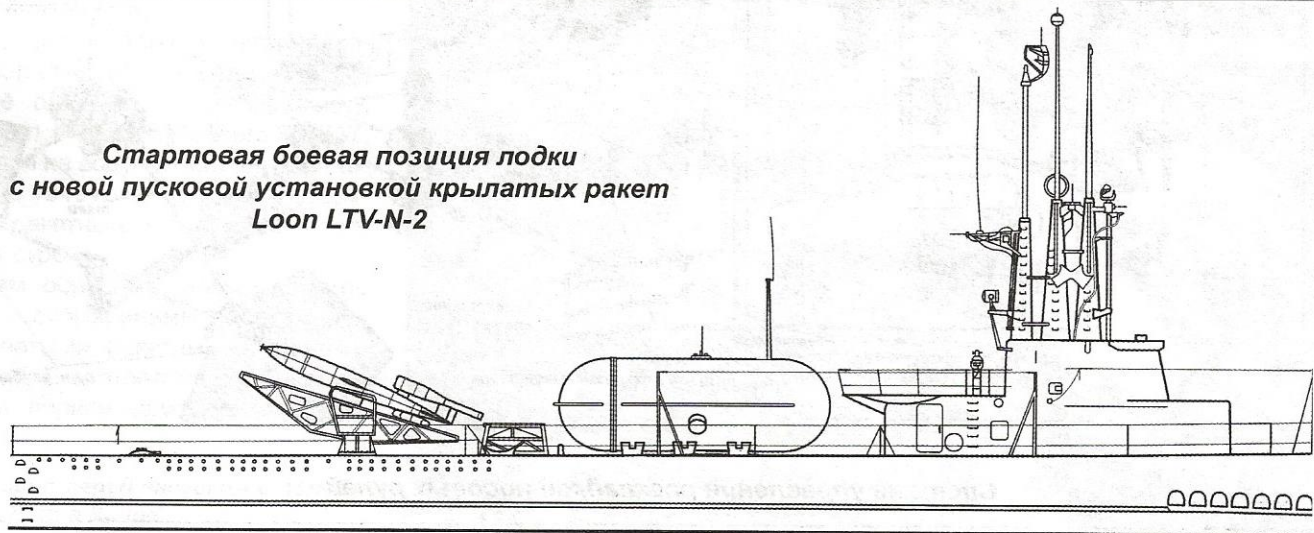 Стартовая боевая позиция лодки
с новой пусковой установкой крылатых ракет
Loon LTV-N-2